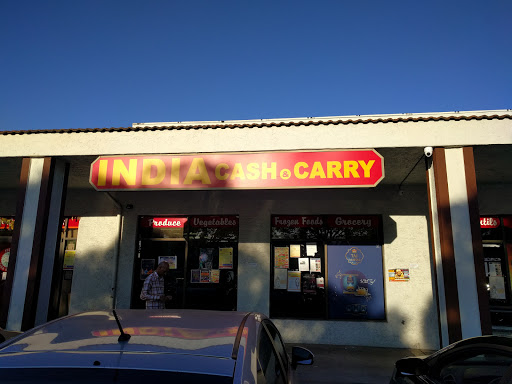 INDIA CASH & CARRY
Produce Vegetables Frozen Foods Grocery